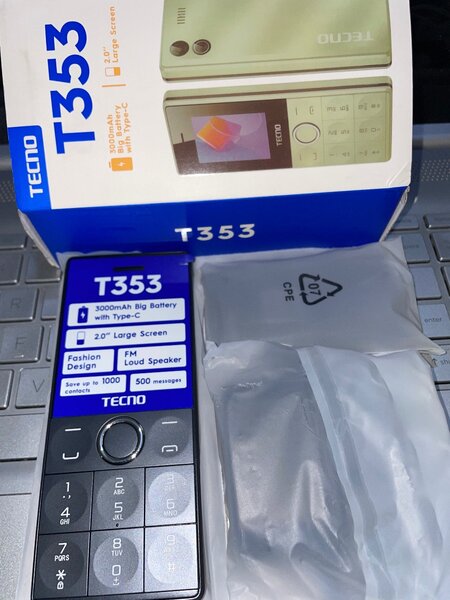 TECNO
T353
3000mAh
Big Battery
with Type-C
2.0"
Large Screen
TECNO
TECNO
T353
T353
3000mAh Big Battery
with Type-C
2.0" Large Screen
Fashion
Design
FM
Loud Speaker
Save up to 1000
contacts
500 messages
TECNO
1
2
ABC
3
DEF
4
GHI
5
JKL
6
MNO
7
PQRS
8
TUV
9
*
0
#
07
CPE